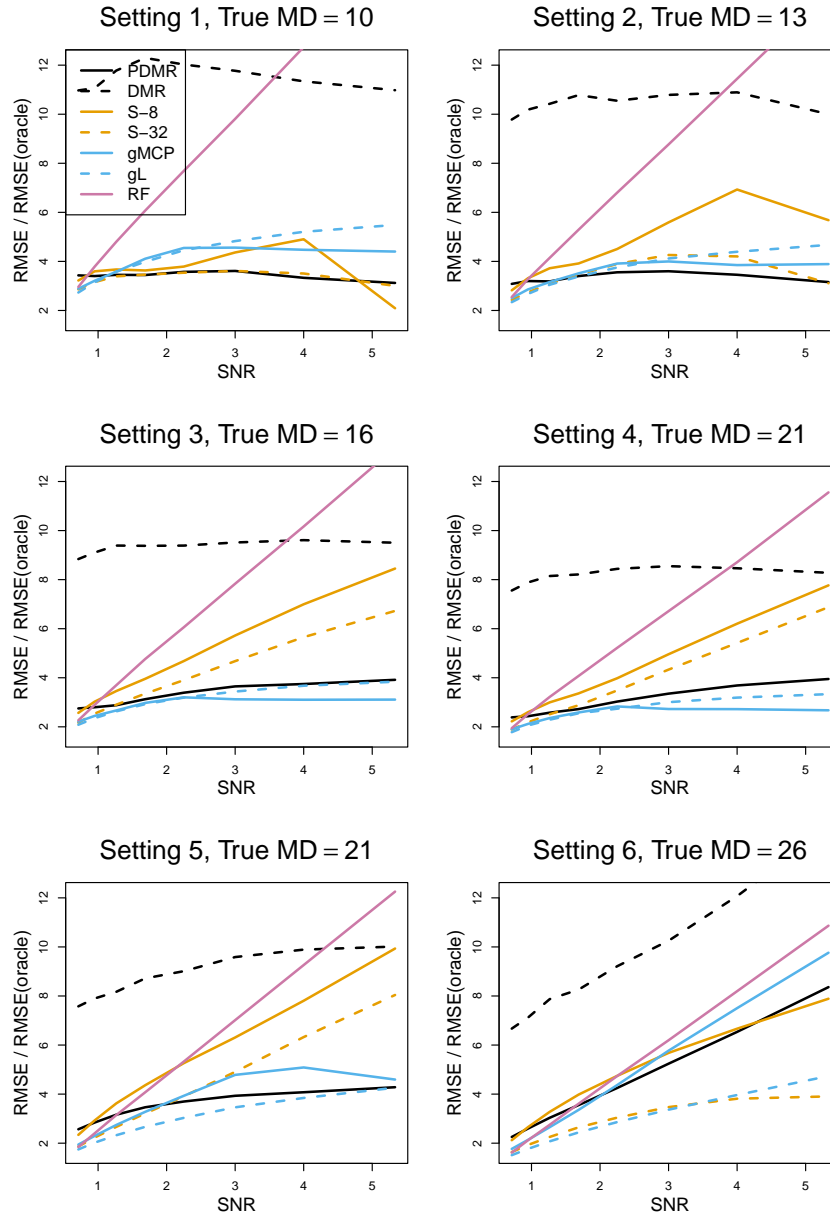 Setting 1, True MD = 10
RMSE / RMSE(oracle)
2 4 6 8 10 12
PDMR
DMR
S−8
S−32
gMCP
gL
RF
1 2 3 4 5
SNR
Setting 2, True MD = 13
RMSE / RMSE(oracle)
2 4 6 8 10 12
1 2 3 4 5
SNR
Setting 3, True MD = 16
RMSE / RMSE(oracle)
2 4 6 8 10 12
1 2 3 4 5
SNR
Setting 4, True MD = 21
RMSE / RMSE(oracle)
2 4 6 8 10 12
1 2 3 4 5
SNR
Setting 5, True MD = 21
RMSE / RMSE(oracle)
2 4 6 8 10 12
1 2 3 4 5
SNR
Setting 6, True MD = 26
RMSE / RMSE(oracle)
2 4 6 8 10 12
1 2 3 4 5
SNR